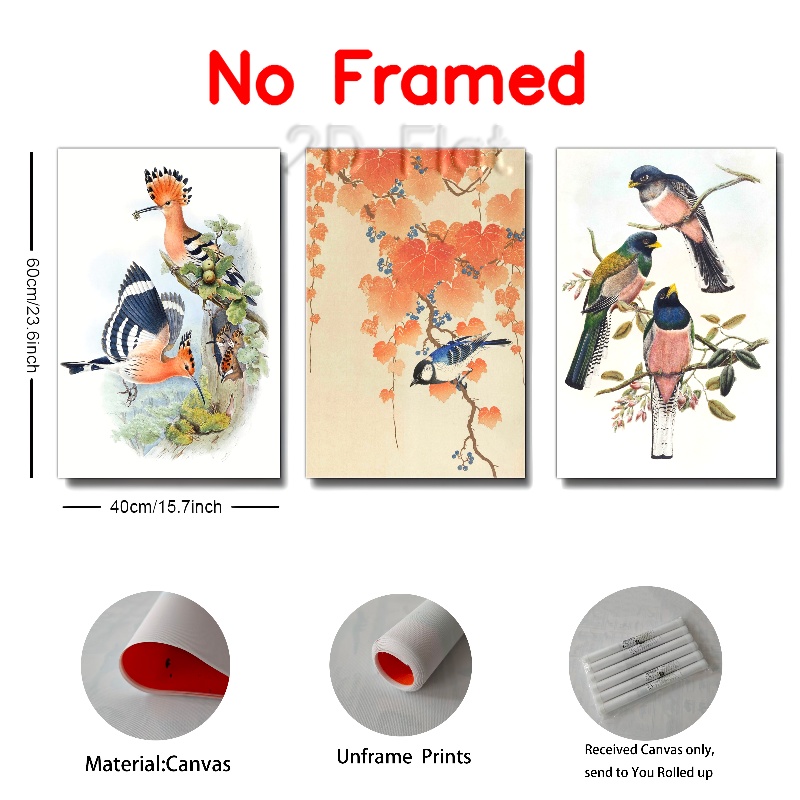 No Framed
2D Flat
60cm/23.6inch
40cm/15.7inch
Material:Canvas
Unframe Prints
Received Canvas only,
send to You Rolled up